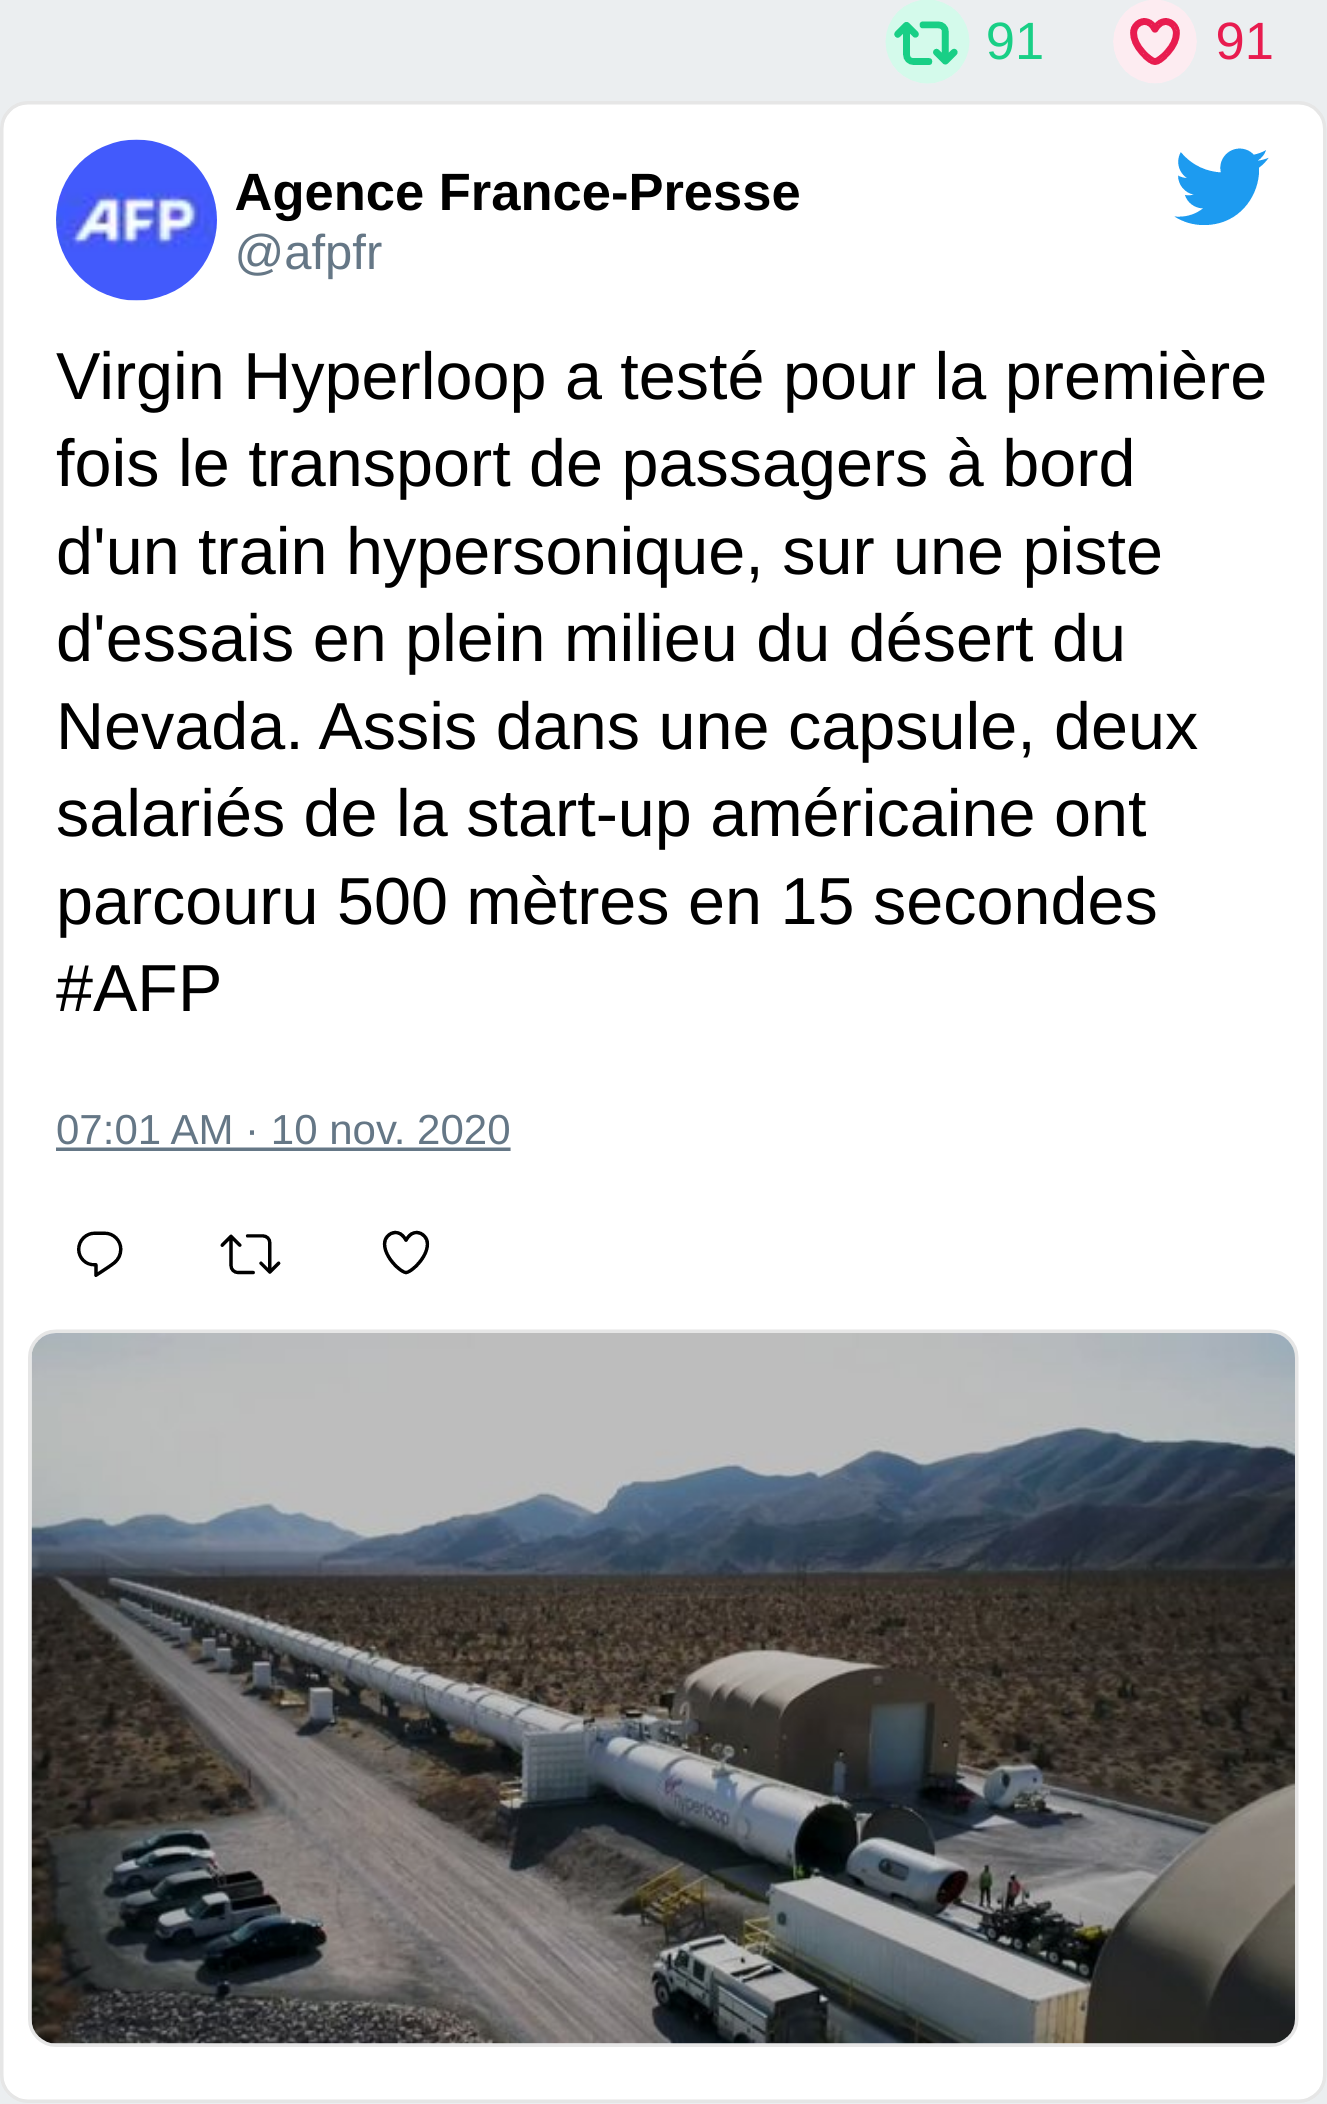 91 91
AFP
Agence France-Presse
@afpfr
Virgin Hyperloop a testé pour la première
fois le transport de passagers à bord
d'un train hypersonique, sur une piste
d'essais en plein milieu du désert du
Nevada. Assis dans une capsule, deux
salariés de la start-up américaine ont
parcouru 500 mètres en 15 secondes
#AFP
07:01 AM · 10 nov. 2020
hyperloop